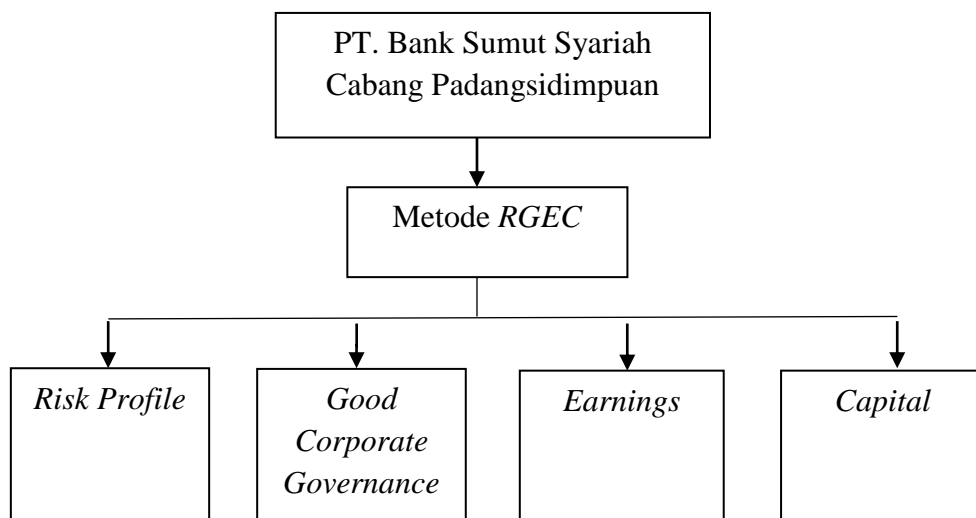 PT. Bank Sumut Syariah
Cabang Padangsidimpuan
Metode RGEC
Risk Profile
Good
Corporate
Governance
Earnings
Capital